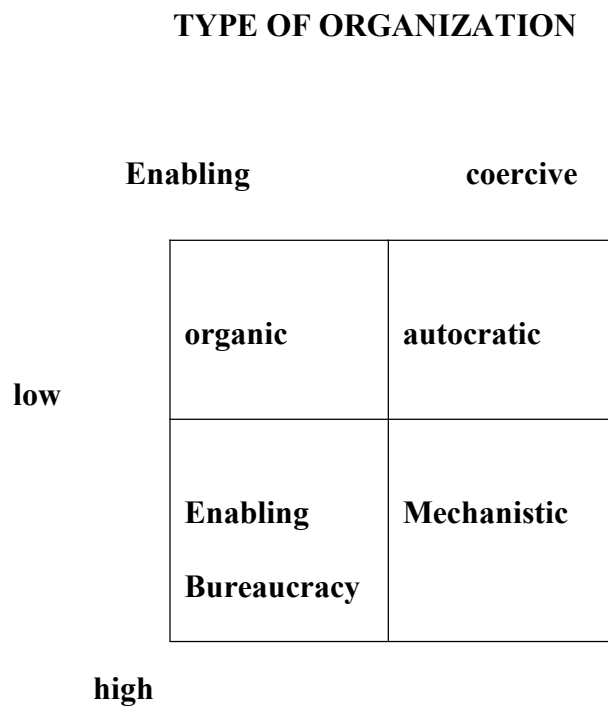 TYPE OF ORGANIZATION
Enabling coercive
organic autocratic
low
Enabling Mechanistic
Bureaucracy
high